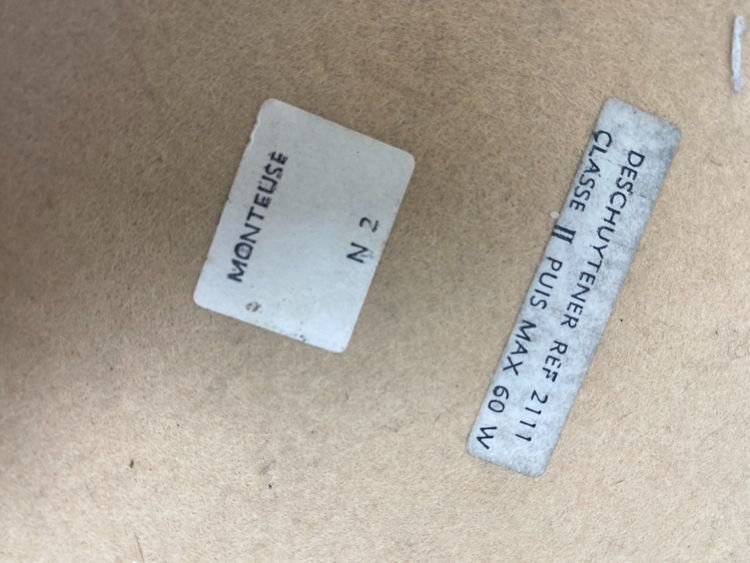 MONTEUSE
N 2
DESCHUYTENER REF 2111
CLASSE II PUIS MAX 60 W